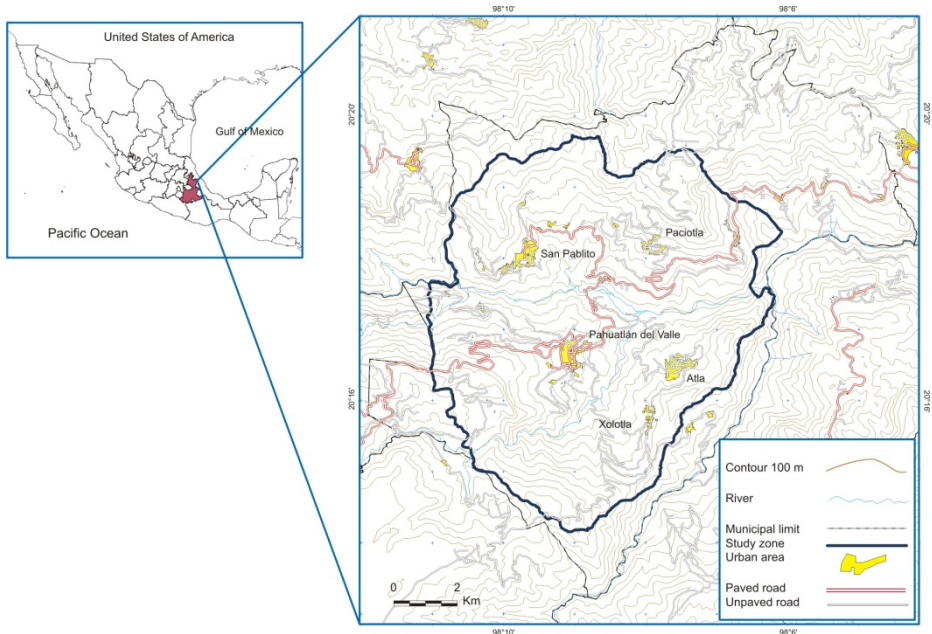 98°10'
98°6'
United States of America
Gulf of Mexico
Pacific Ocean
20°20'
20°20'
Paciotla
San Pablito
Pahuatlán del Valle
Atla
Xolotla
20°16'
20°16'
Contour 100 m
River
Municipal limit
Study zone
Urban area
Paved road
Unpaved road
0 2
Km
98°10'
98°6'